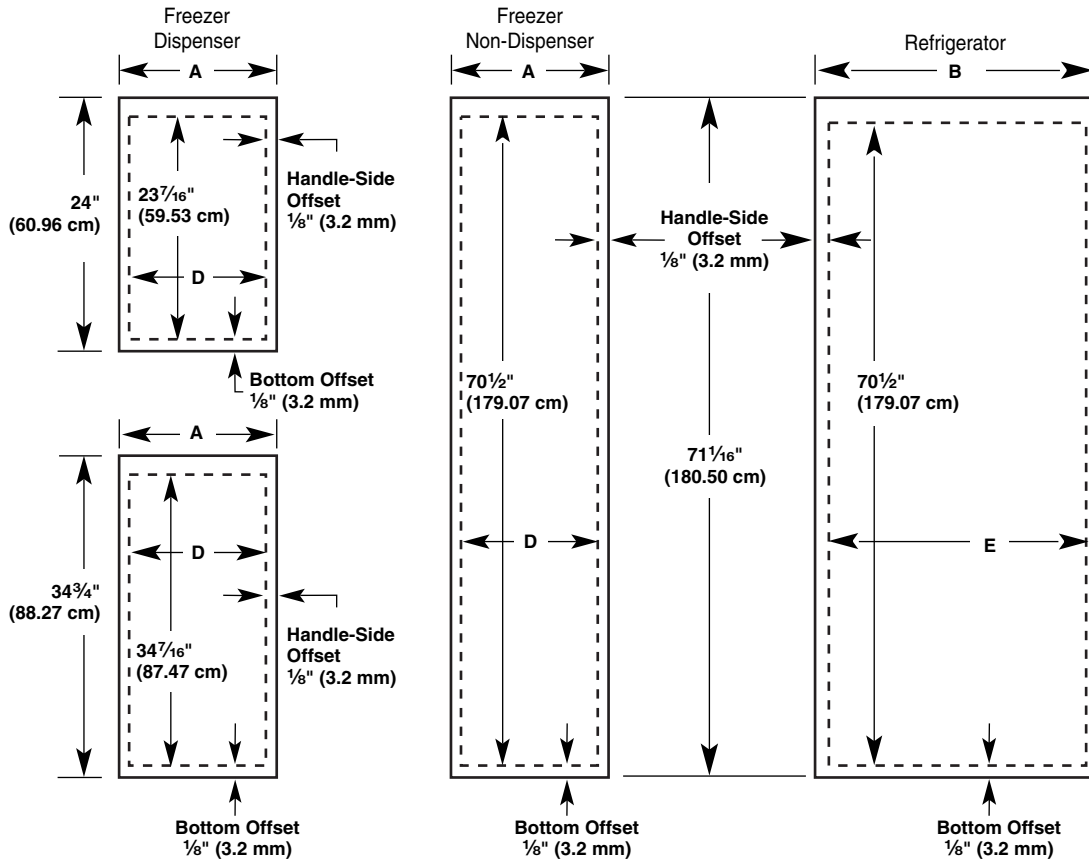 Freezer
Dispenser
A
24"
(60.96 cm)
23⁷⁄₁₆"
(59.53 cm)
D
Handle-Side
Offset
⅛" (3.2 mm)
Bottom Offset
⅛" (3.2 mm)
A
34¾"
(88.27 cm)
D
34⁷⁄₁₆"
(87.47 cm)
Handle-Side
Offset
⅛" (3.2 mm)
Bottom Offset
⅛" (3.2 mm)
Freezer
Non-Dispenser
A
70½"
(179.07 cm)
D
Bottom Offset
⅛" (3.2 mm)
Handle-Side
Offset
⅛" (3.2 mm)
71¹⁄₁₆"
(180.50 cm)
Refrigerator
B
70½"
(179.07 cm)
E
Bottom Offset
⅛" (3.2 mm)